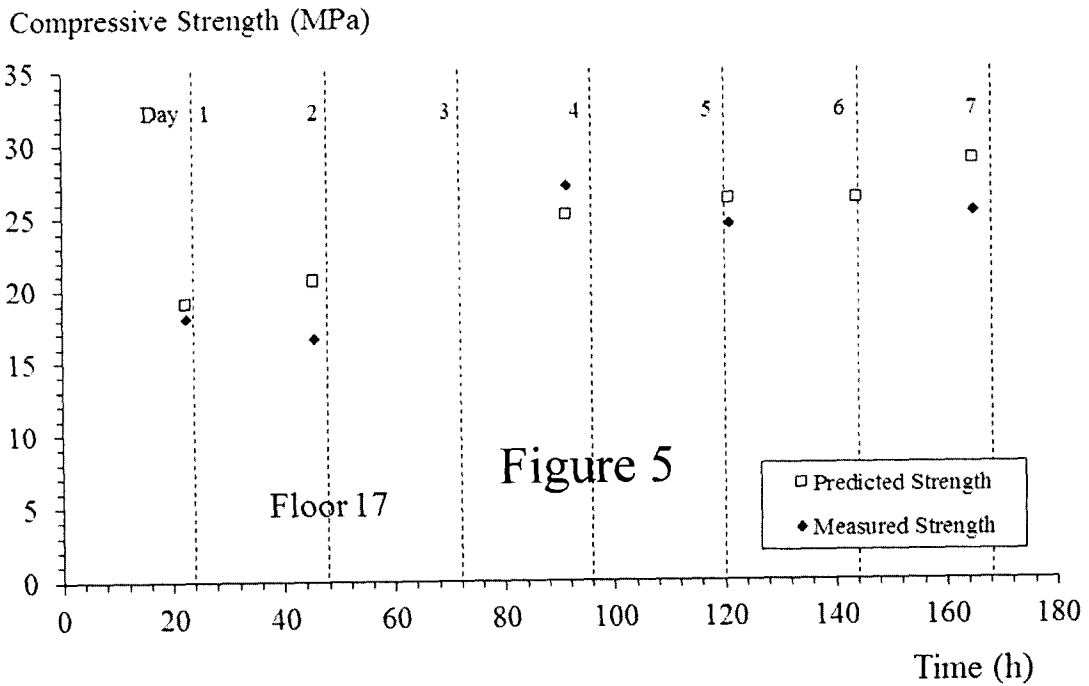 Compressive Strength (MPa)
35
30
25
20
15
10
5
0
Day 1 2 3 4 5 6 7
Figure 5
Floor 17
Predicted Strength
Measured Strength
0 20 40 60 80 100 120 140 160 180
Time (h)